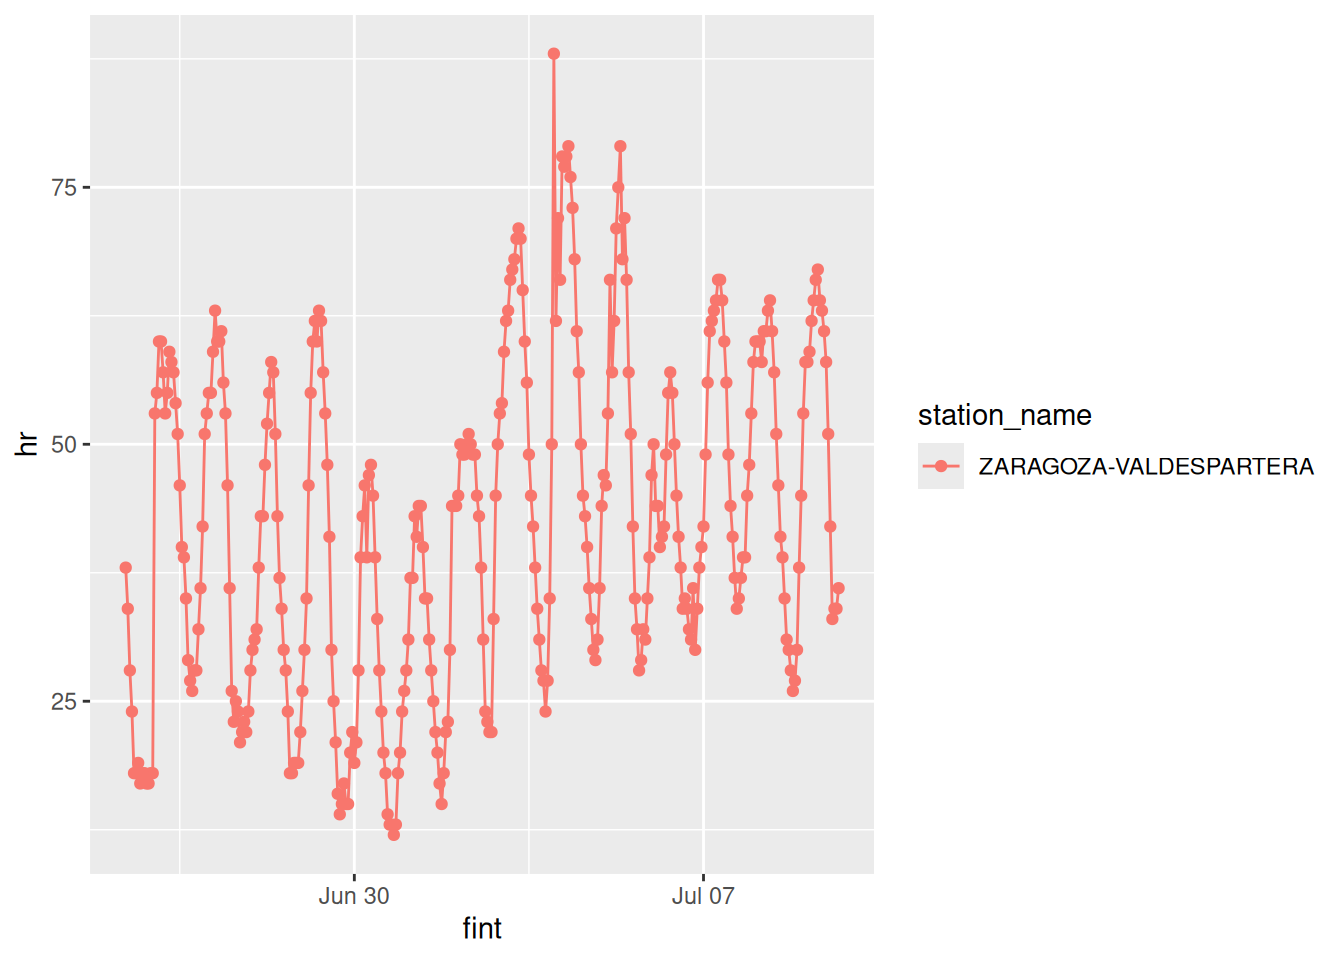 75
50
25
hr
Jun 30
Jul 07
fint
station_name
ZARAGOZA-VALDESPARTERA